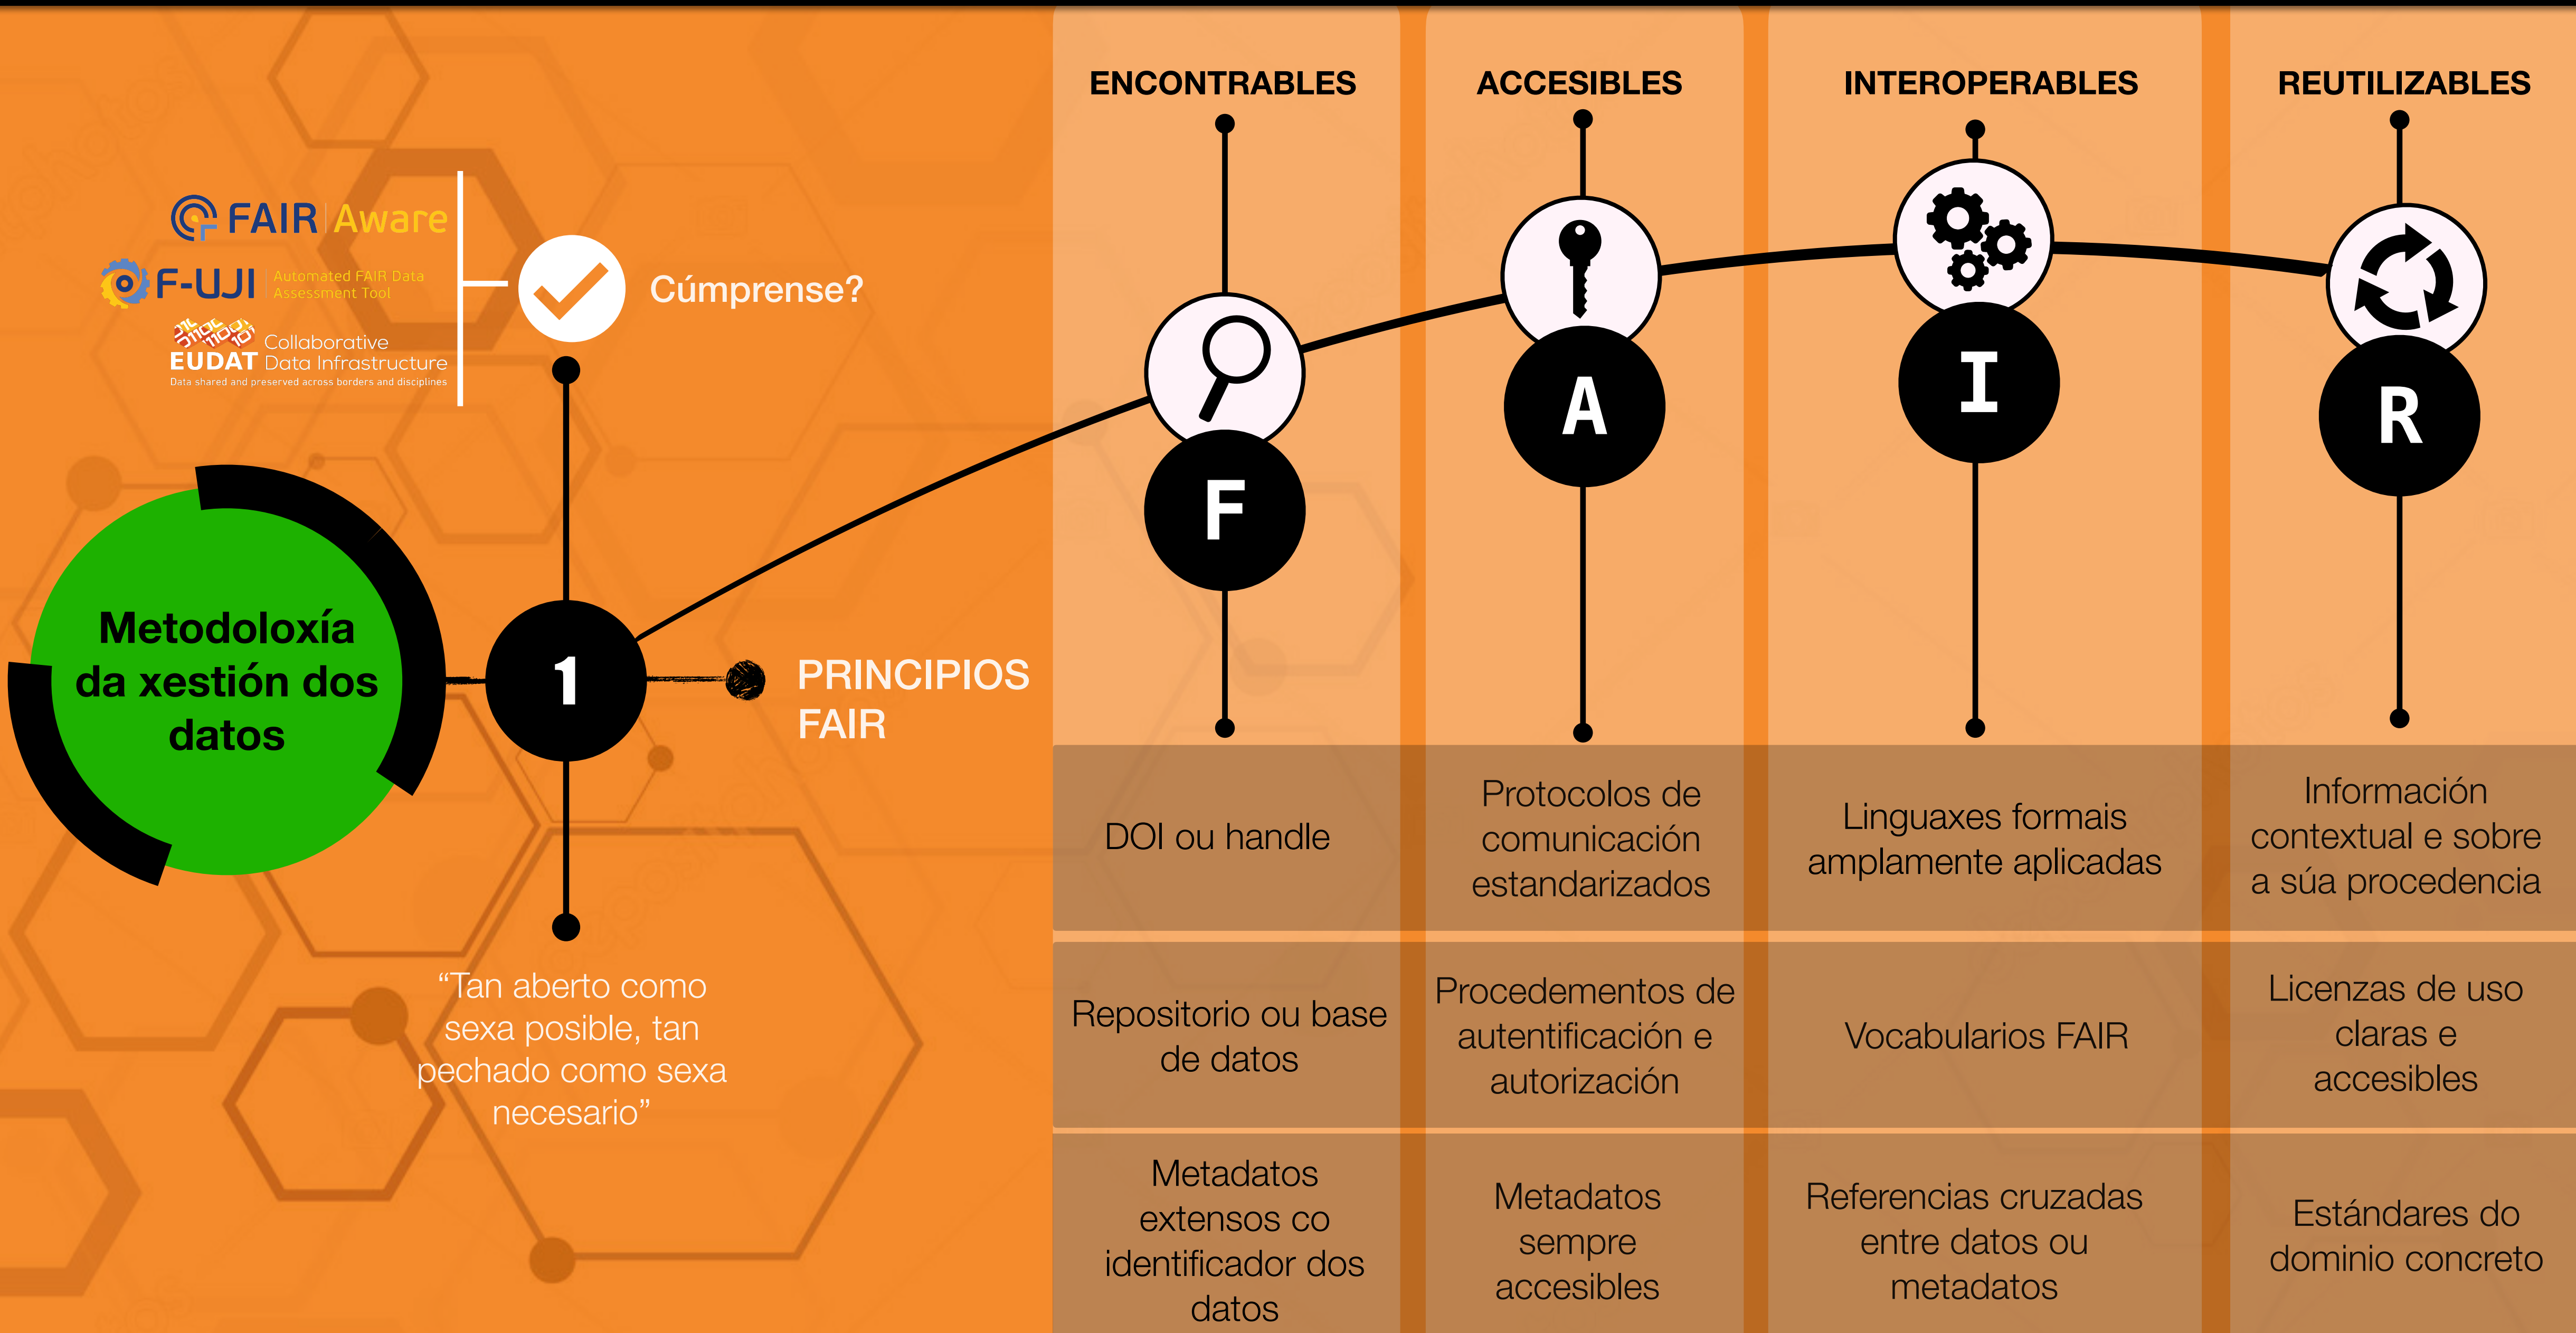 FAIR Aware
F-UJI
Automated FAIR Data
Assessment Tool
EUDAT
Collaborative
Data Infrastructure
Data shared and preserved across borders and disciplines
Cúmprense?
Metodoloxía
da xestión dos
datos
1
PRINCIPIOS
FAIR
“Tan aberto como
sexa posible, tan
pechado como sexa
necesario”
ENCONTRABLES
F
DOI ou handle
Repositorio ou base
de datos
Metadatos
extensos co
identificador dos
datos
ACCESIBLES
A
Protocolos de
comunicación
estandarizados
Procedementos de
autentificación e
autorización
Metadatos
sempre
accesibles
INTEROPERABLES
I
Linguaxes formais
amplamente aplicadas
Vocabularios FAIR
Referencias cruzadas
entre datos ou
metadatos
REUTILIZABLES
R
Información
contextual e sobre
a súa procedencia
Licenzas de uso
claras e
accesibles
Estándares do
dominio concreto